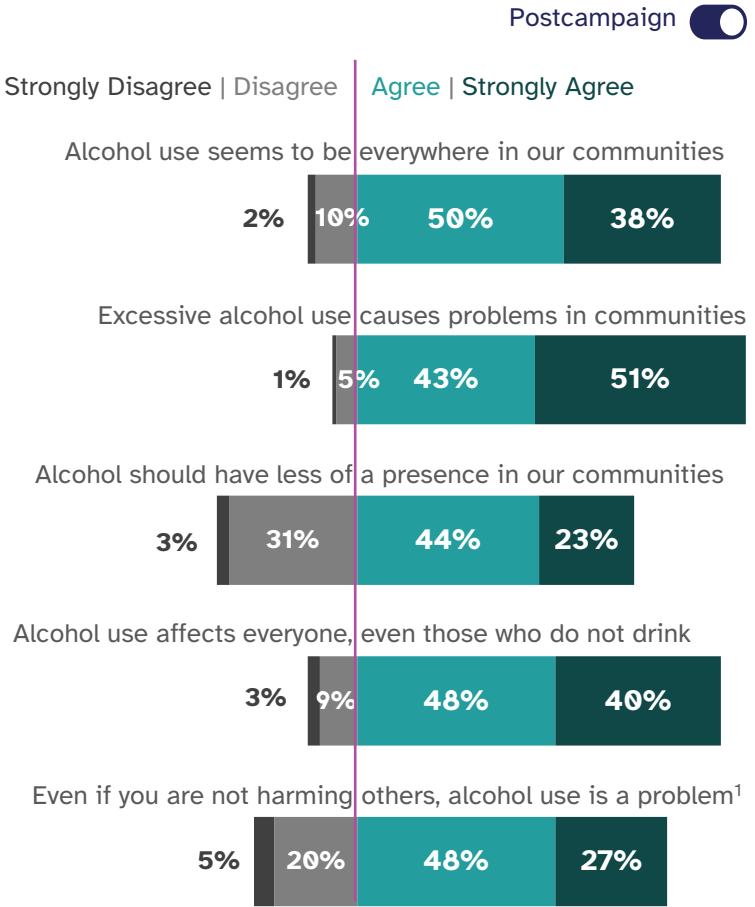 Postcampaign
Strongly Disagree | Disagree Agree | Strongly Agree
Alcohol use seems to be everywhere in our communities
2% 10% 50% 38%
Excessive alcohol use causes problems in communities
1% 5% 43% 51%
Alcohol should have less of a presence in our communities
3% 31% 44% 23%
Alcohol use affects everyone, even those who do not drink
3% 9% 48% 40%
Even if you are not harming others, alcohol use is a problem¹
5% 20% 48% 27%